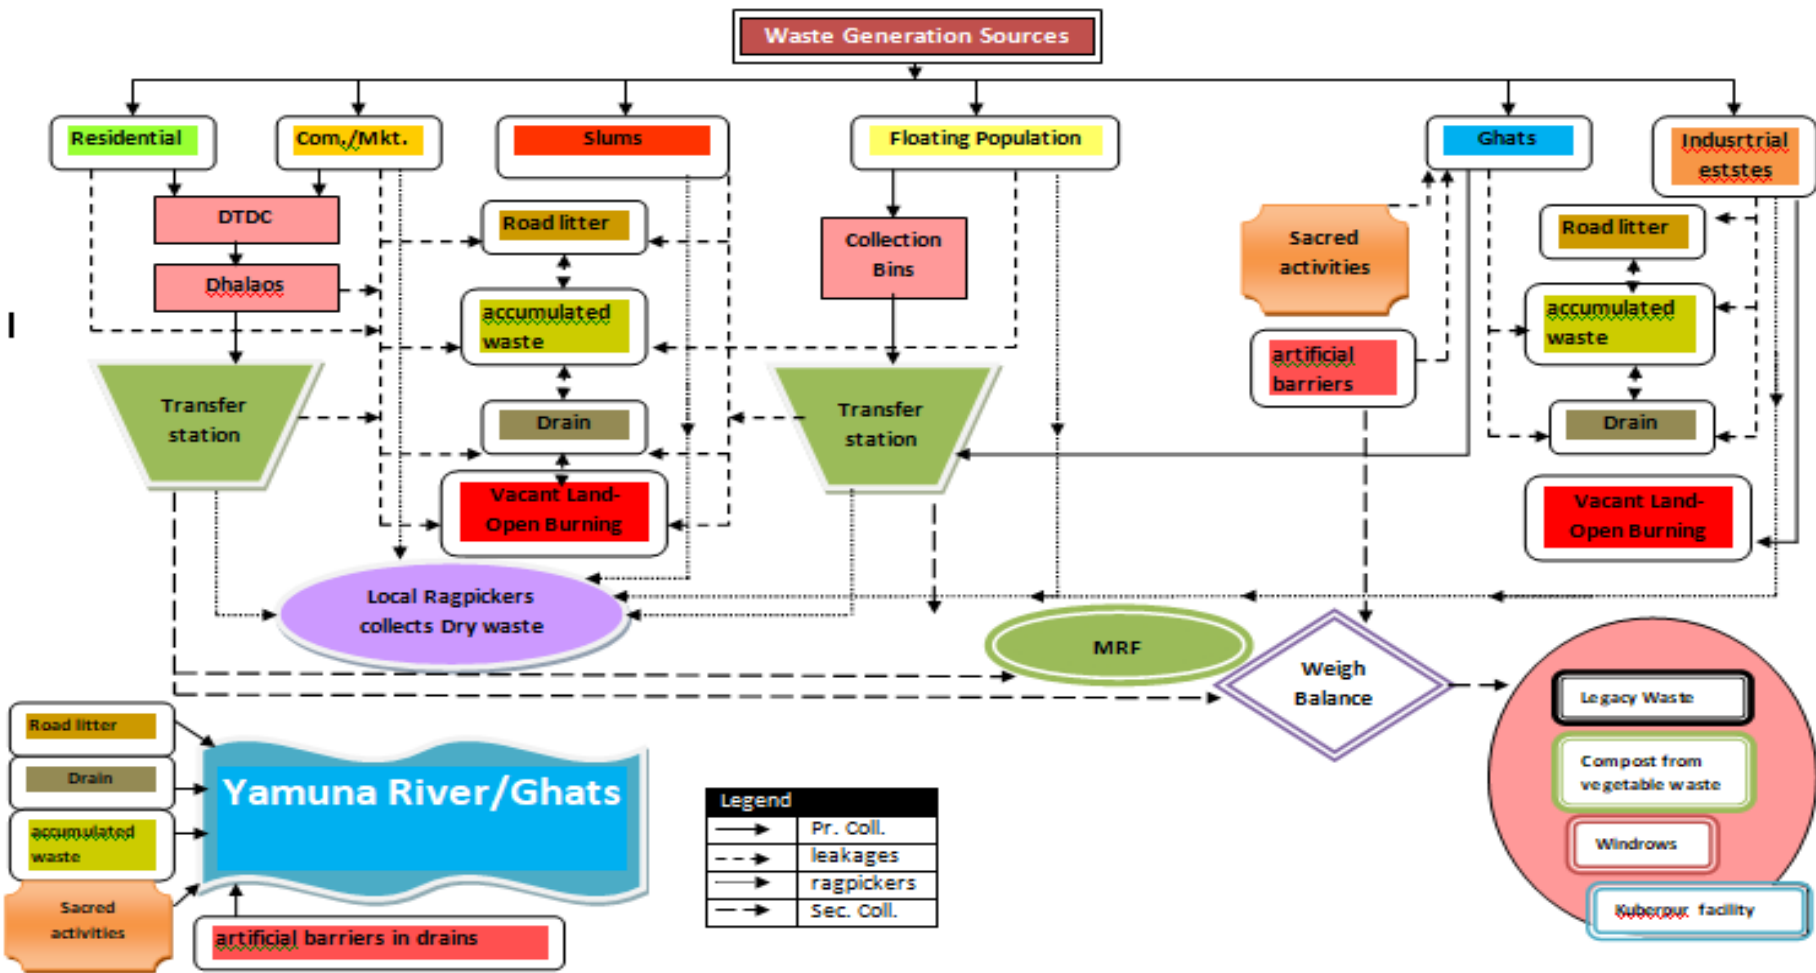 Waste Generation Sources
Residential
Com./Mkt.
Slums
Floating Population
Ghats
Indusrtrial
eststes
DTDC
Dhalaos
Road litter
accumulated
waste
Drain
Vacant Land-
Open Burning
Collection
Bins
Sacred
activities
artificial
barriers
Road litter
accumulated
waste
Drain
Vacant Land-
Open Burning
Transfer
station
Transfer
station
Local Ragpickers
collects Dry waste
MRF
Weigh
Balance
Legacy Waste
Compost from
vegetable waste
Windrows
Kuberpur facility
Road litter
Drain
accumulated
waste
Sacred
activities
Yamuna River/Ghats
artificial barriers in drains
Legend
Pr. Coll.
leakages
ragpickers
Sec. Coll.